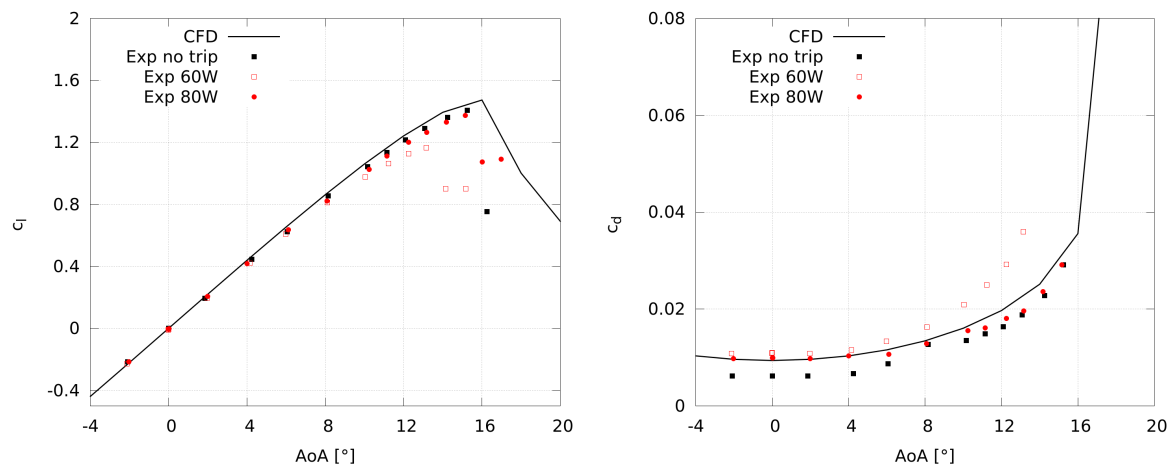 2
1.6
1.2
0.8
0.4
0
-0.4
c_l
-4
0
4
8
12
16
20
AoA [°]
CFD
Exp no trip
Exp 60W
Exp 80W
0.08
0.06
0.04
0.02
0
c_d
-4
0
4
8
12
16
20
AoA [°]
CFD
Exp no trip
Exp 60W
Exp 80W